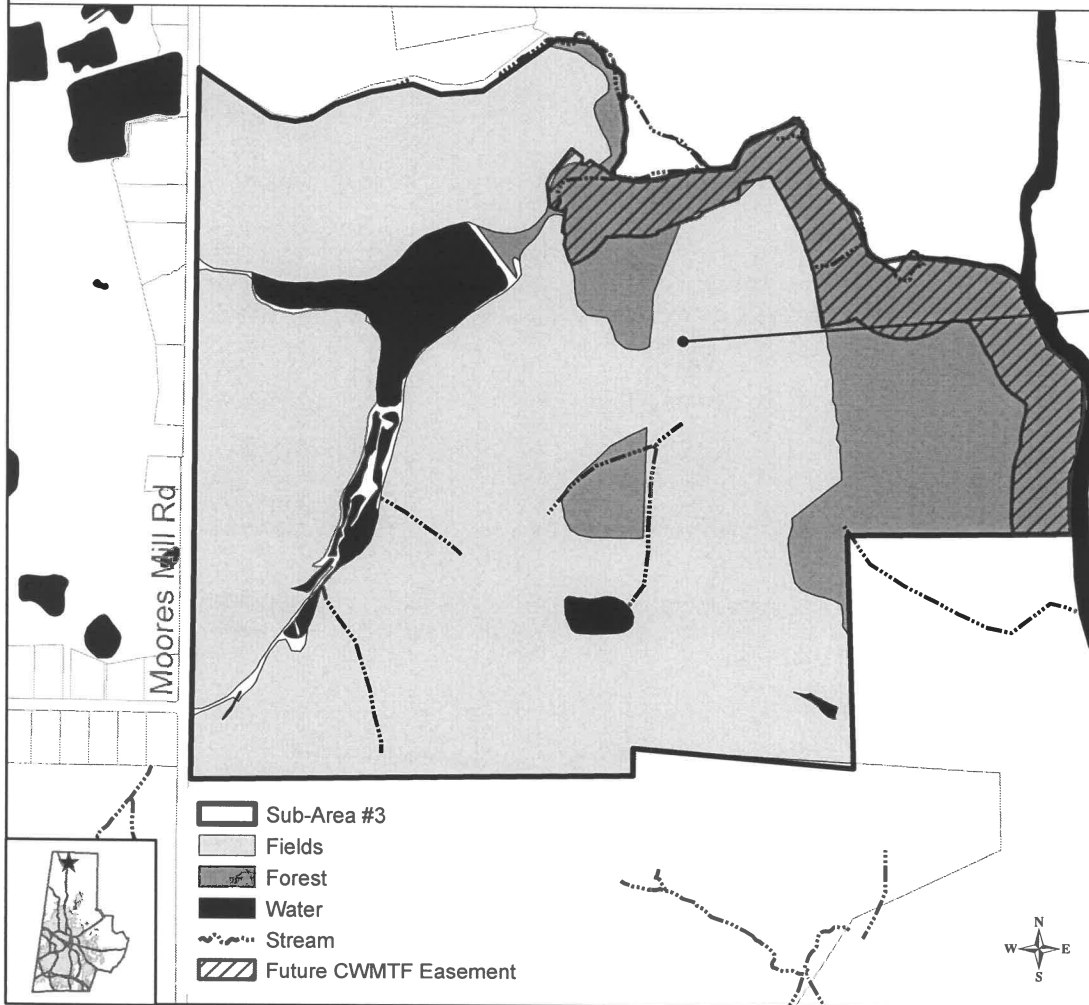 Moores Mill Rd
Sub-Area #3
Fields
Forest
Water
Stream
Future CWMTF Easement
N
W E
S